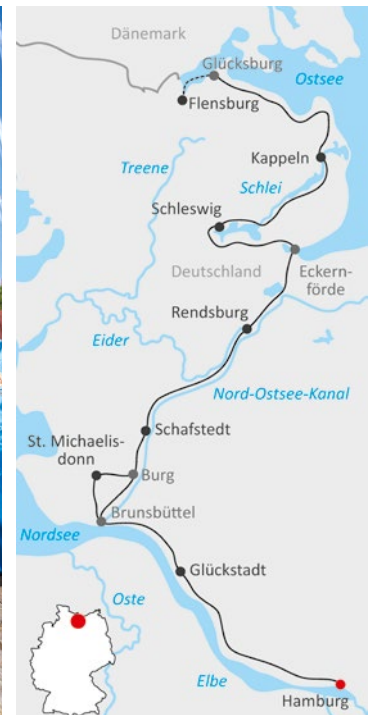 Dänemark
Glücksburg
Ostsee
Flensburg
Treene
Kappeln
Schlei
Schleswig
Deutschland
Eckern-
förde
Rendsburg
Eider
Nord-Ostsee-Kanal
St. Michaelis-
donn
Schafstedt
Burg
Brunsbüttel
Nordsee
Glückstadt
Oste
Elbe
Hamburg